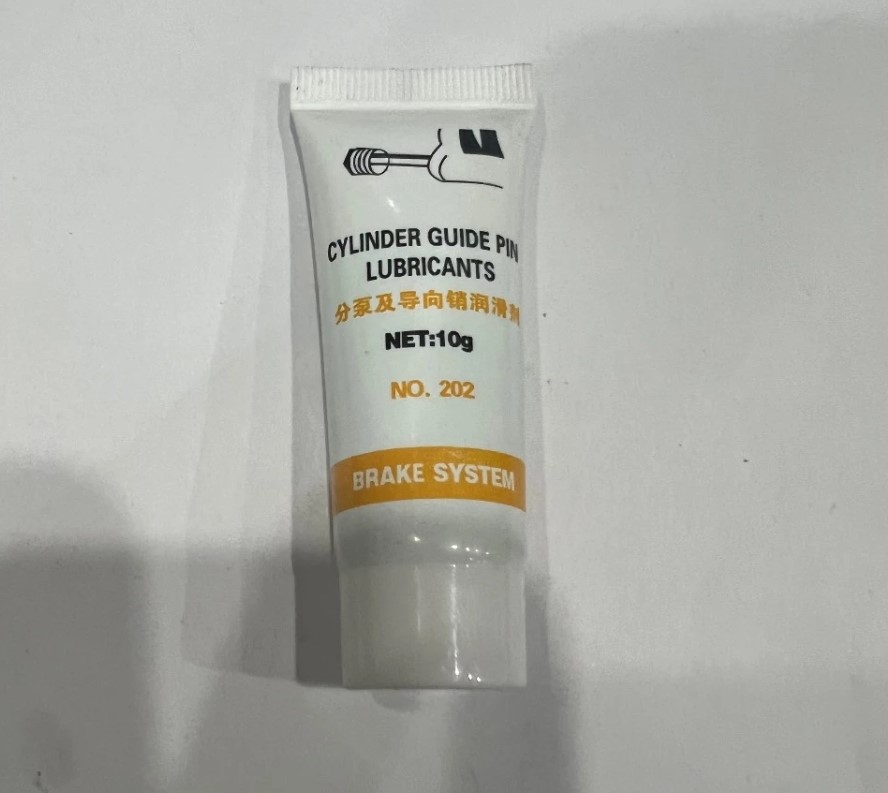 CYLINDER GUIDE PIN
LUBRICANTS
分泵及导向销润滑剂
NET:10g
NO. 202
BRAKE SYSTEM